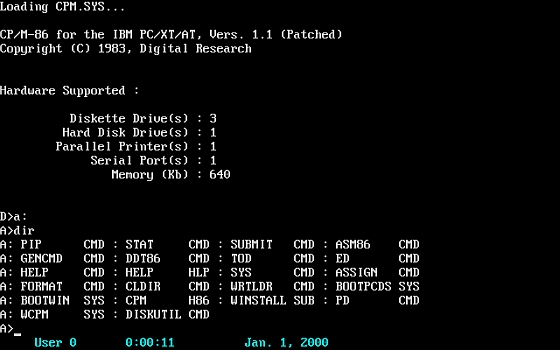 Loading CPM.SYS...
CP/M-86 for the IBM PC/XT/AT, Vers. 1.1 (Patched)
Copyright (C) 1983, Digital Research
Hardware Supported :
Diskette Drive(s) : 3
Hard Disk Drive(s) : 1
Parallel Printer(s) : 1
Serial Port(s) : 1
Memory (Kb) : 640
D>a:
A>dir
A: PIP      CMD : STAT     CMD : SUBMIT   CMD : ASM86    CMD
A: GENCMD   CMD : DDT86    CMD : TOD      CMD : ED       CMD
A: HELP     CMD : HELP     HLP : SYS      CMD : ASSIGN   CMD
A: FORMAT   CMD : CLDIR    CMD : WRTLDR   CMD : BOOTPCDS SYS
A: BOOTWIN  SYS : CPM      H86 : WINSTALL SUB : PD       CMD
A: WCPM     SYS : DISKUTIL CMD
A>_
User 0       0:00:11          Jan. 1, 2000